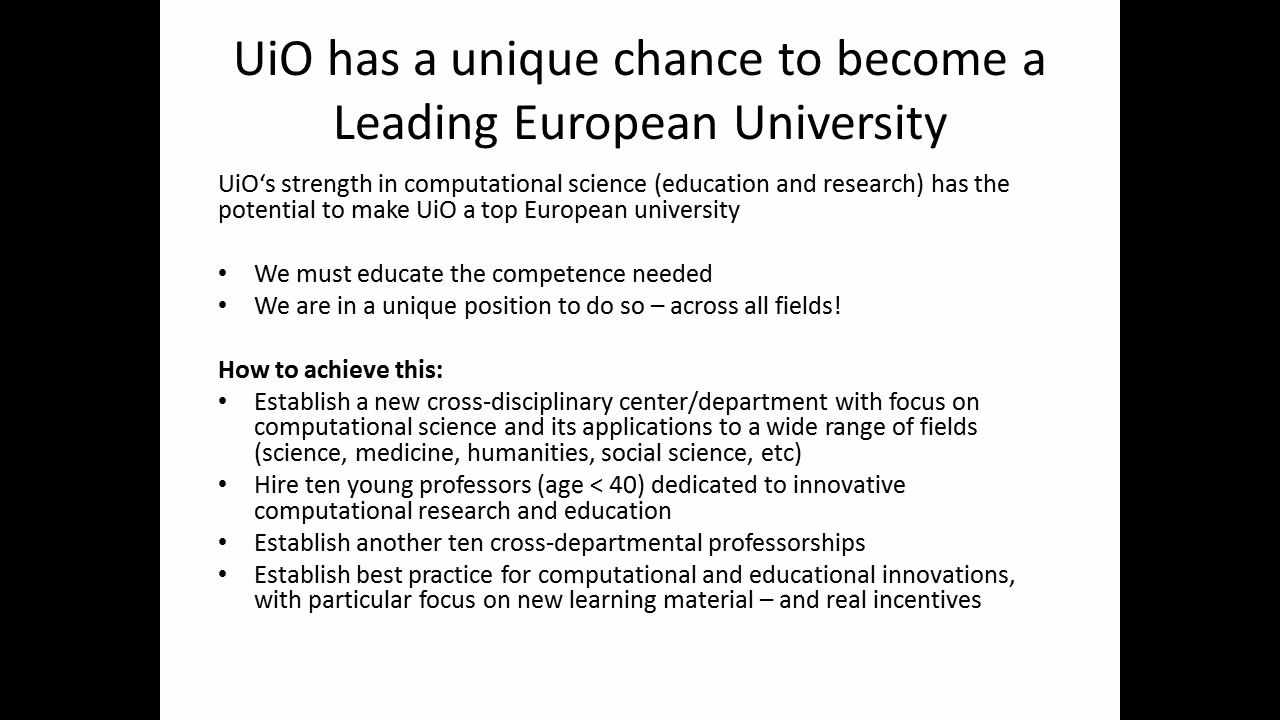 UiO has a unique chance to become a
Leading European University
UiO‘s strength in computational science (education and research) has the
potential to make UiO a top European university
• We must educate the competence needed
• We are in a unique position to do so – across all fields!
How to achieve this:
• Establish a new cross-disciplinary center/department with focus on
computational science and its applications to a wide range of fields
(science, medicine, humanities, social science, etc)
• Hire ten young professors (age < 40) dedicated to innovative
computational research and education
• Establish another ten cross-departmental professorships
• Establish best practice for computational and educational innovations,
with particular focus on new learning material – and real incentives